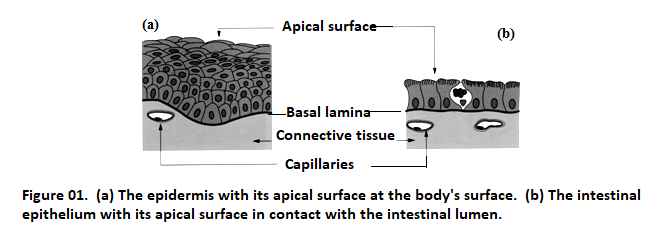 (a)
Apical surface
(b)
Basal lamina
Connective tissue
Capillaries
Figure 01.  (a) The epidermis with its apical surface at the body's surface.  (b) The intestinal
epithelium with its apical surface in contact with the intestinal lumen.